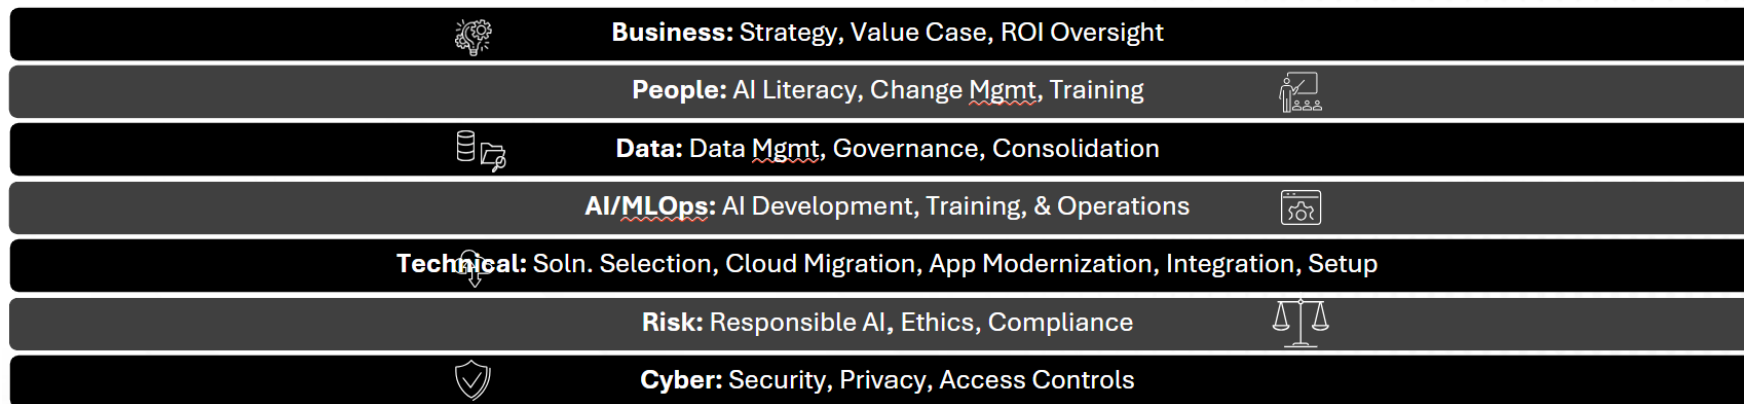 Business: Strategy, Value Case, ROI Oversight
People: AI Literacy, Change Mgmt, Training
Data: Data Mgmt, Governance, Consolidation
AI/MLOps: AI Development, Training, & Operations
Technical: Soln. Selection, Cloud Migration, App Modernization, Integration, Setup
Risk: Responsible AI, Ethics, Compliance
Cyber: Security, Privacy, Access Controls